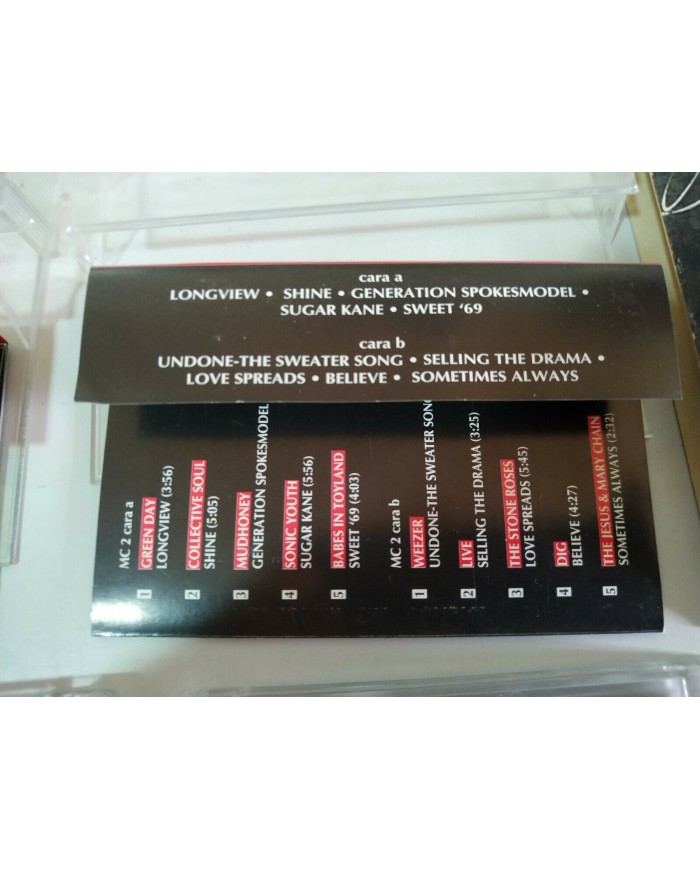 cara a
LONGVIEW • SHINE • GENERATION SPOKESMODEL •
SUGAR KANE • SWEET ‘69
cara b
UNDONE-THE SWEATER SONG • SELLING THE DRAMA •
LOVE SPREADS • BELIEVE • SOMETIMES ALWAYS
MC 2 cara a
1 GREEN DAY
LONGVIEW (3:56)
2 COLLECTIVE SOUL
SHINE (5:05)
3 MUDHONEY
GENERATION SPOKESMODEL
4 SONIC YOUTH
SUGAR KANE (5:56)
5 BABES IN TOYLAND
SWEET ‘69 (4:03)
MC 2 cara b
1 WEEZER
UNDONE-THE SWEATER SONG
2 LIVE
SELLING THE DRAMA (3:25)
3 THE STONE ROSES
LOVE SPREADS (5:45)
4 DIG
BELIEVE (4:27)
5 THE JESUS & MARY CHAIN
SOMETIMES ALWAYS (2:32)